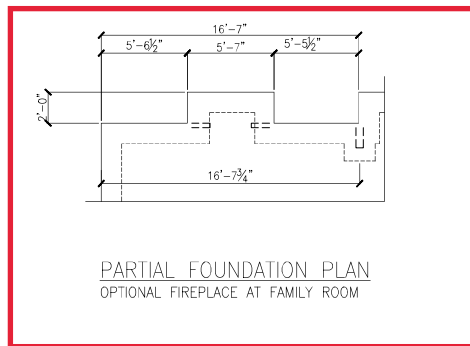 16'-7"
5'-6½" 5'-7" 5'-5½"
2'-0"
16'-7¾"
PARTIAL FOUNDATION PLAN
OPTIONAL FIREPLACE AT FAMILY ROOM